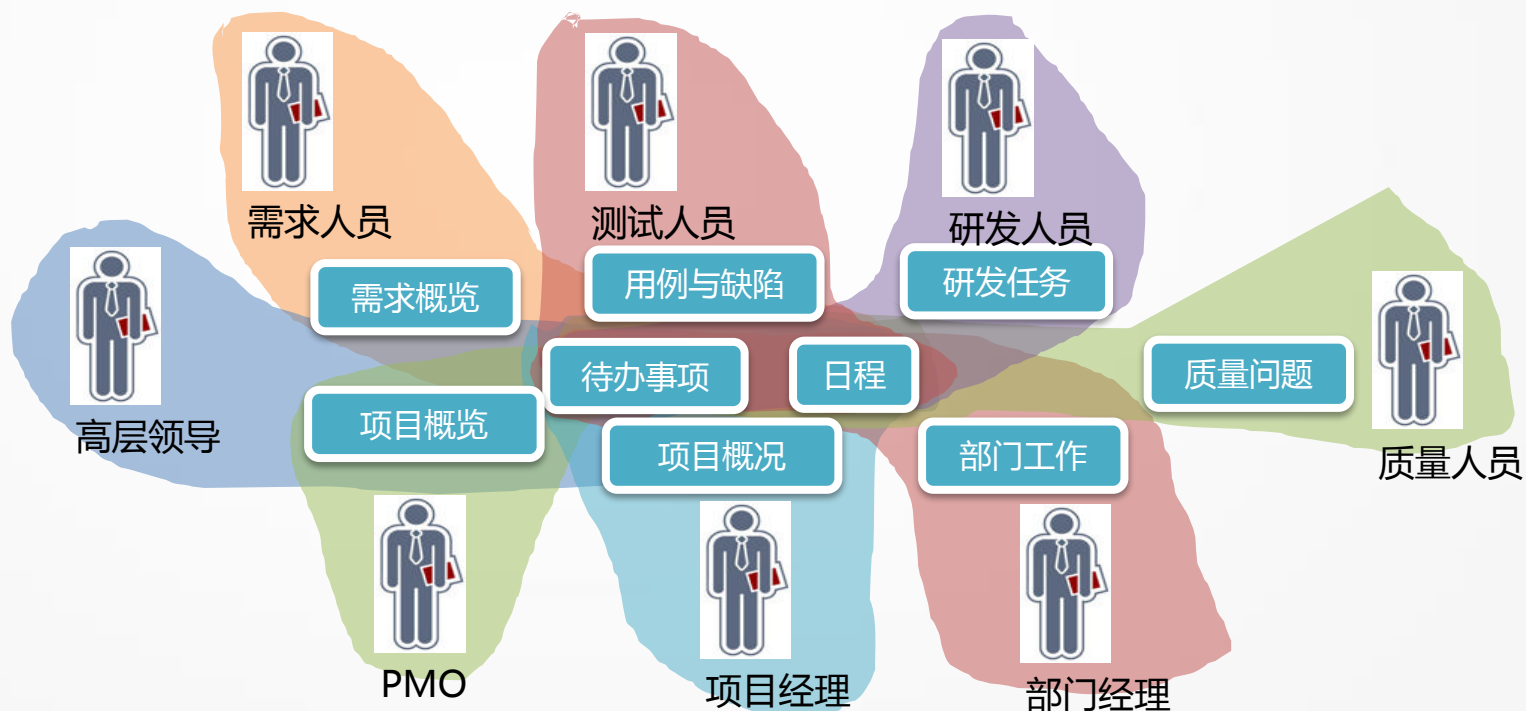 需求人员
测试人员
研发人员
需求概览
用例与缺陷
研发任务
待办事项
日程
质量问题
高层领导
项目概览
项目概况
部门工作
质量人员
PMO
项目经理
部门经理